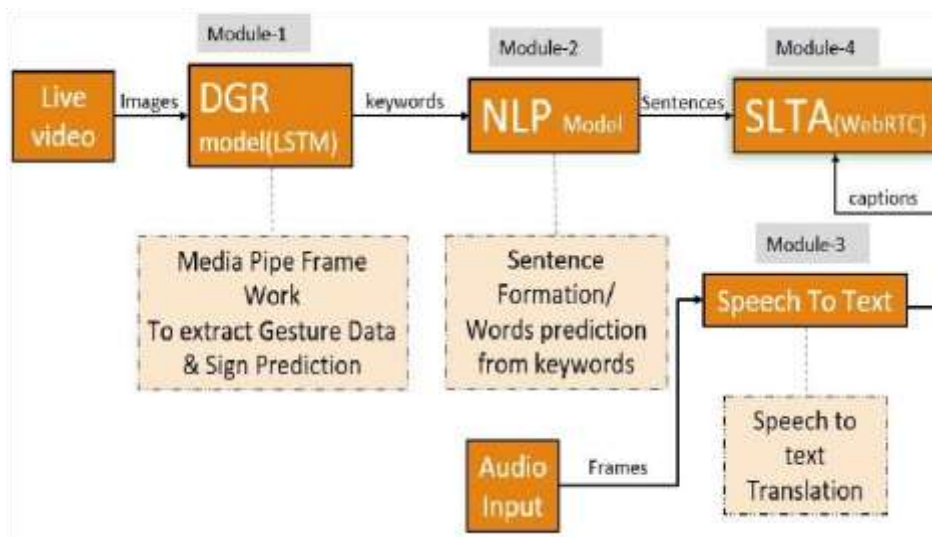 Module-1
Module-2
Module-4
Live
video
Images
DGR
model(LSTM)
keywords
NLP Model
Sentences
SLTA(WebRTC)
captions
Media Pipe Frame
Work
To extract Gesture Data
& Sign Prediction
Sentence
Formation/
Words prediction
from keywords
Module-3
Speech To Text
Audio
Input
Frames
Speech to
text
Translation